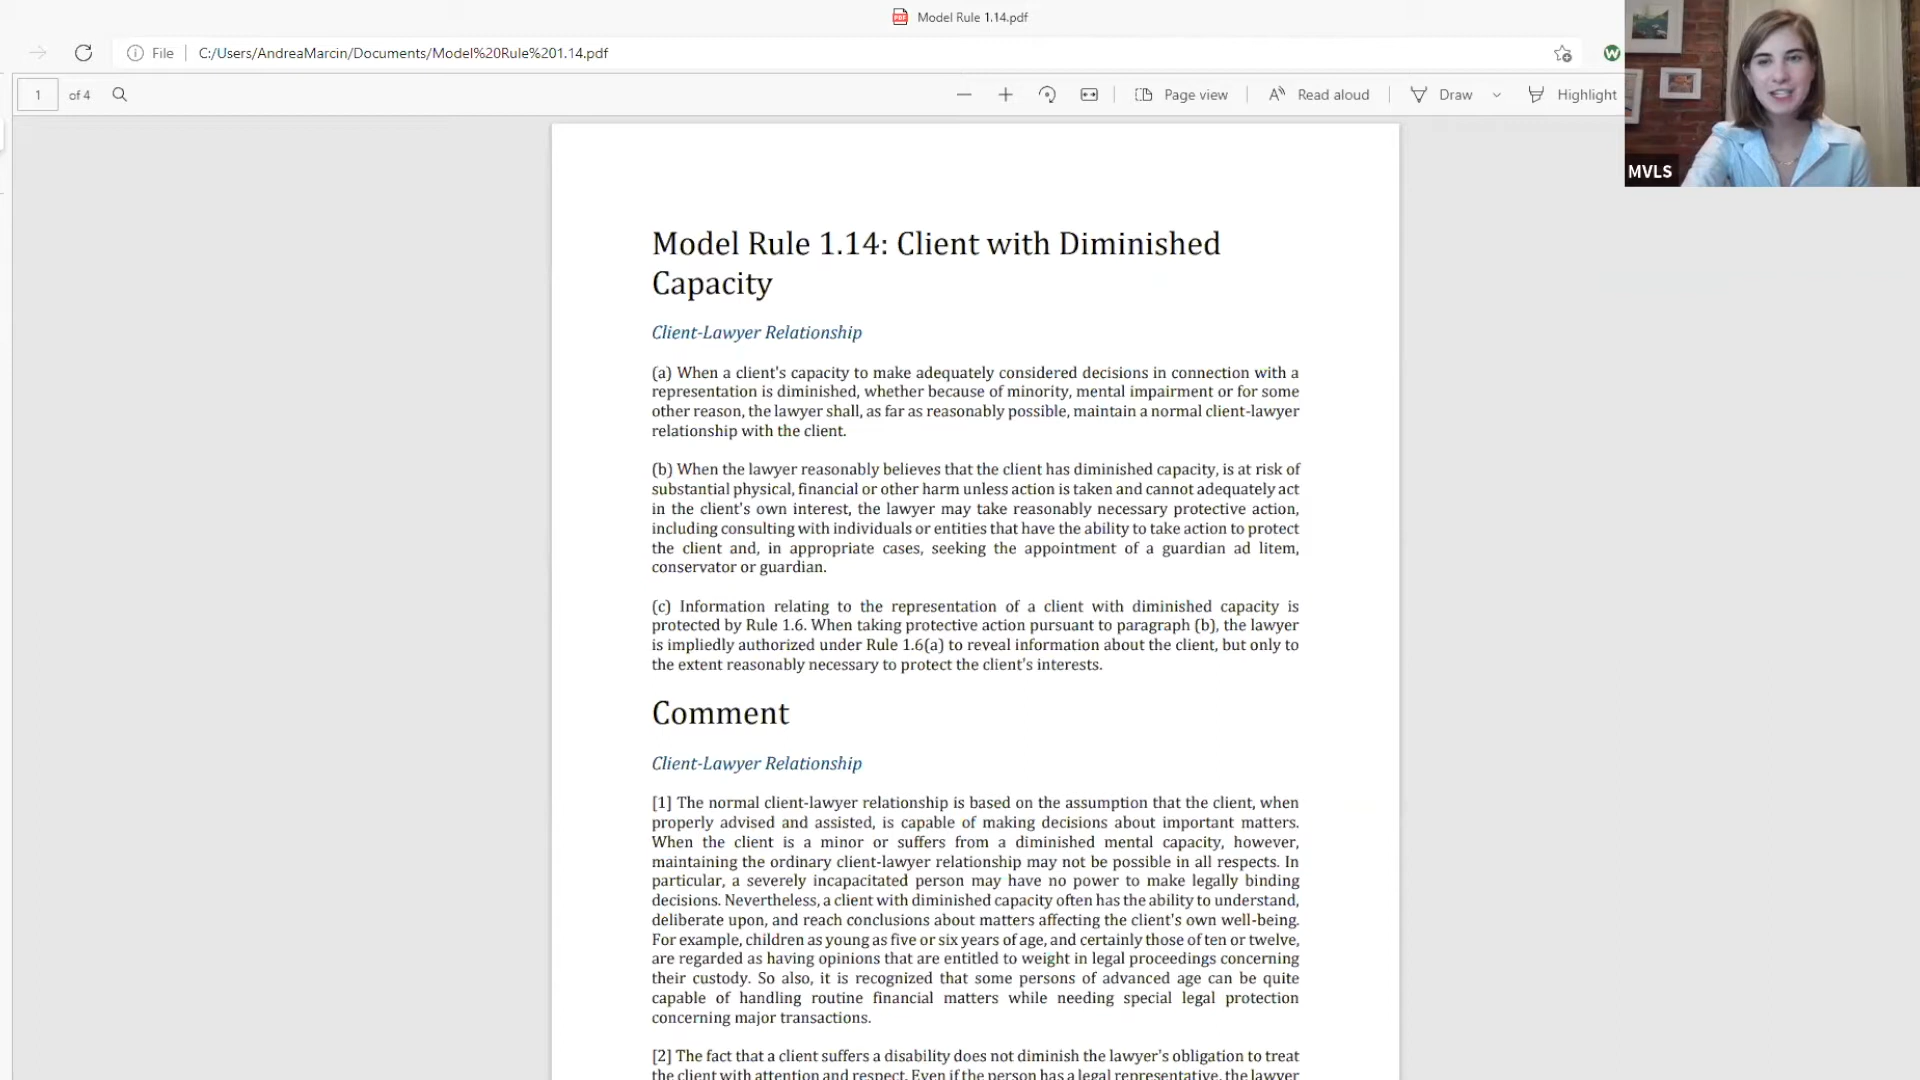 Model Rule 1.14.pdf
File
C:/Users/AndreaMarcin/Documents/Model%20Rule%201.14.pdf
1 of 4
Page view
Read aloud
Draw
Highlight
MVLS
Model Rule 1.14: Client with Diminished
Capacity
Client-Lawyer Relationship
(a) When a client's capacity to make adequately considered decisions in connection with a
representation is diminished, whether because of minority, mental impairment or for some
other reason, the lawyer shall, as far as reasonably possible, maintain a normal client-lawyer
relationship with the client.
(b) When the lawyer reasonably believes that the client has diminished capacity, is at risk of
substantial physical, financial or other harm unless action is taken and cannot adequately act
in the client's own interest, the lawyer may take reasonably necessary protective action,
including consulting with individuals or entities that have the ability to take action to protect
the client and, in appropriate cases, seeking the appointment of a guardian ad litem,
conservator or guardian.
(c) Information relating to the representation of a client with diminished capacity is
protected by Rule 1.6. When taking protective action pursuant to paragraph (b), the lawyer
is impliedly authorized under Rule 1.6(a) to reveal information about the client, but only to
the extent reasonably necessary to protect the client's interests.
Comment
Client-Lawyer Relationship
[1] The normal client-lawyer relationship is based on the assumption that the client, when
properly advised and assisted, is capable of making decisions about important matters.
When the client is a minor or suffers from a diminished mental capacity, however,
maintaining the ordinary client-lawyer relationship may not be possible in all respects. In
particular, a severely incapacitated person may have no power to make legally binding
decisions. Nevertheless, a client with diminished capacity often has the ability to understand,
deliberate upon, and reach conclusions about matters affecting the client's own well-being.
For example, children as young as five or six years of age, and certainly those of ten or twelve,
are regarded as having opinions that are entitled to weight in legal proceedings concerning
their custody. So also, it is recognized that some persons of advanced age can be quite
capable of handling routine financial matters while needing special legal protection
concerning major transactions.
[2] The fact that a client suffers a disability does not diminish the lawyer's obligation to treat
the client with attention and respect. Even if the person has a legal representative, the lawyer